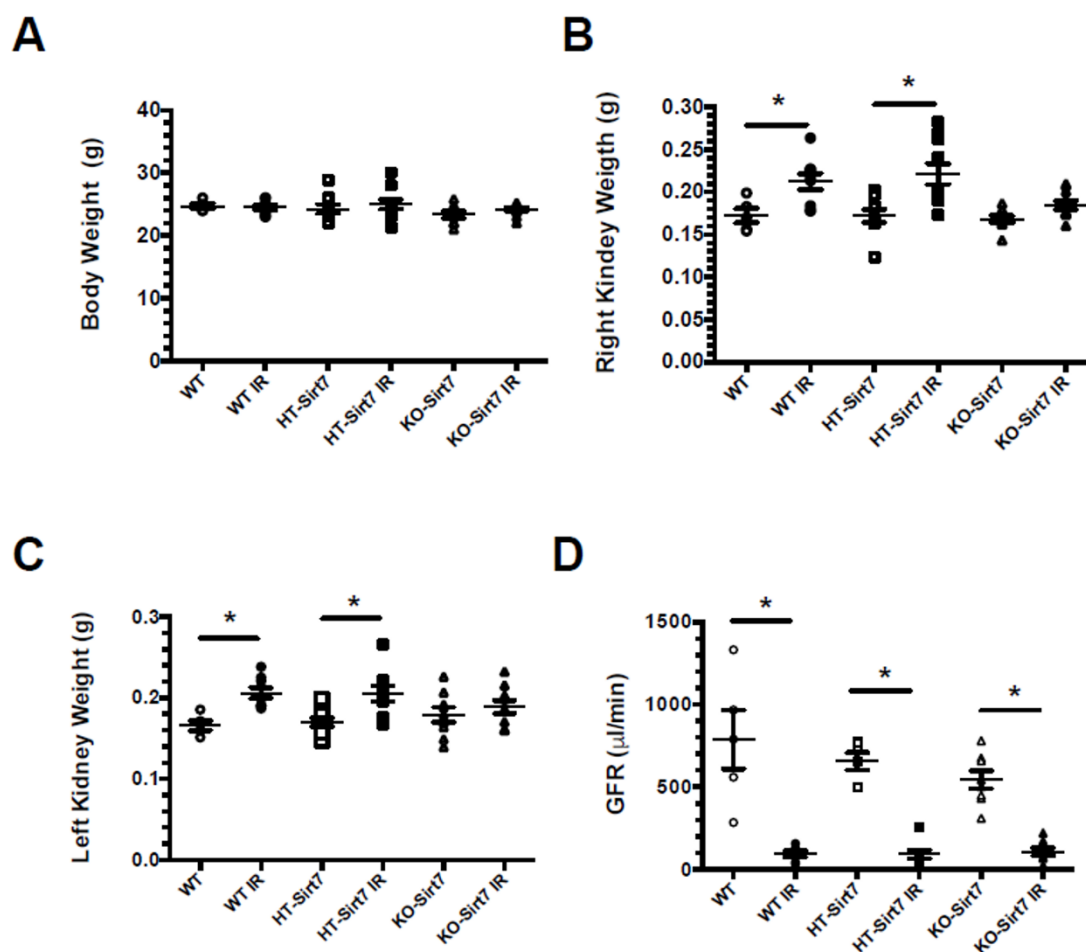 A
Body Weight (g)
40
30
20
10
0
WT
WT IR
HT-Sirt7
HT-Sirt7 IR
KO-Sirt7
KO-Sirt7 IR
B
Right Kindey Weigth (g)
0.30
0.25
0.20
0.15
0.10
0.05
0.00
*
*
WT
WT IR
HT-Sirt7
HT-Sirt7 IR
KO-Sirt7
KO-Sirt7 IR
C
Left Kidney Weight (g)
0.3
0.2
0.1
0.0
*
*
WT
WT IR
HT-Sirt7
HT-Sirt7 IR
KO-Sirt7
KO-Sirt7 IR
D
GFR (µl/min)
1500
1000
500
0
*
*
*
WT
WT IR
HT-Sirt7
HT-Sirt7 IR
KO-Sirt7
KO-Sirt7 IR